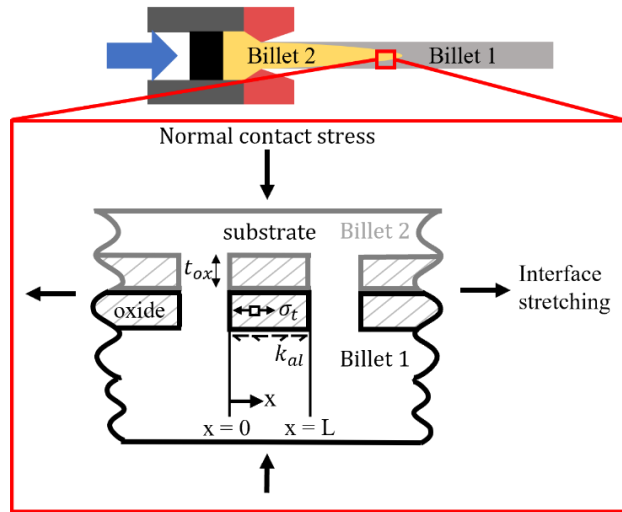 Billet 2
Billet 1
Normal contact stress
substrate
Billet 2
t_ox
oxide
σ_t
Interface
stretching
k_al
Billet 1
x
x = 0
x = L